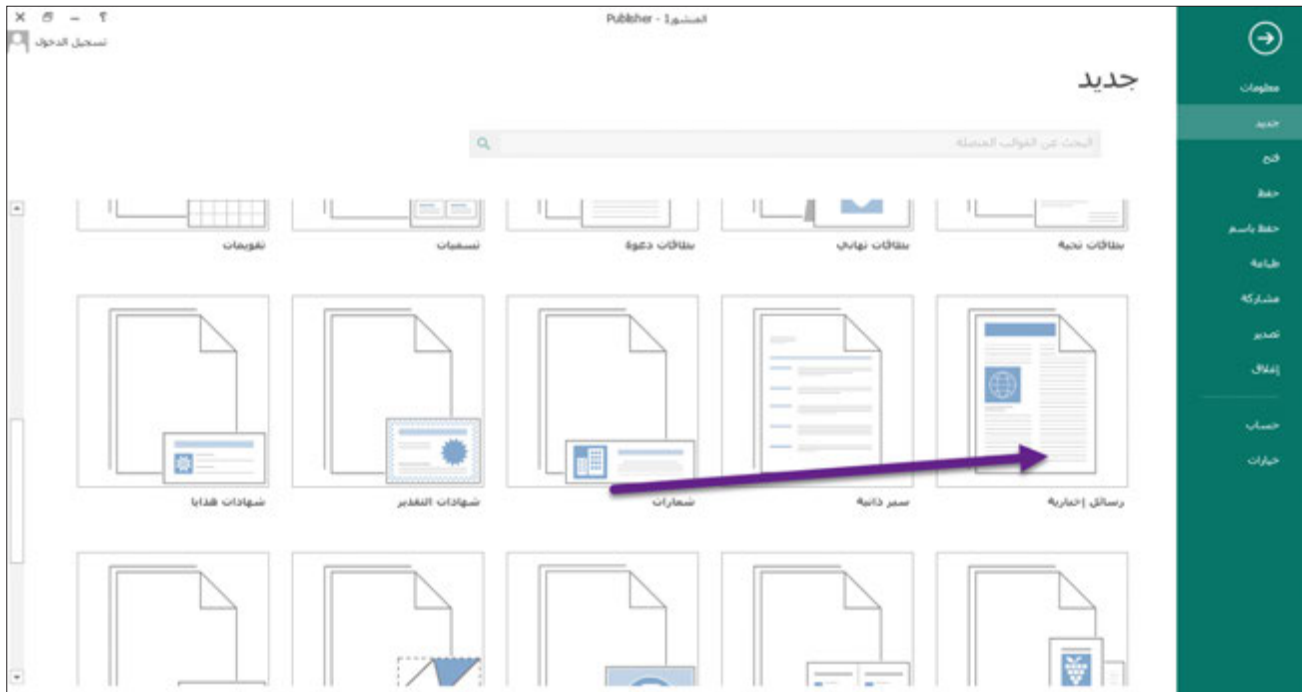 المنشور1 - Publisher
؟
تسجيل الدخول
جديد
البحث عن القوالب المتصلة
بطاقات تحية
بطاقات تهاني
بطاقات دعوة
تسميات
تقويمات
رسائل إخبارية
سير ذاتية
شعارات
شهادات التقدير
شهادات هدايا
معلومات
جديد
فتح
حفظ
حفظ باسم
طباعة
مشاركة
تصدير
إغلاق
حساب
خيارات